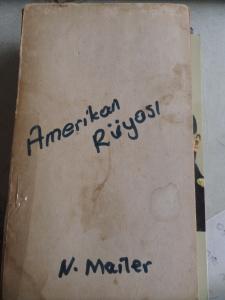 Amerikan
Rüyası
N. Mailer